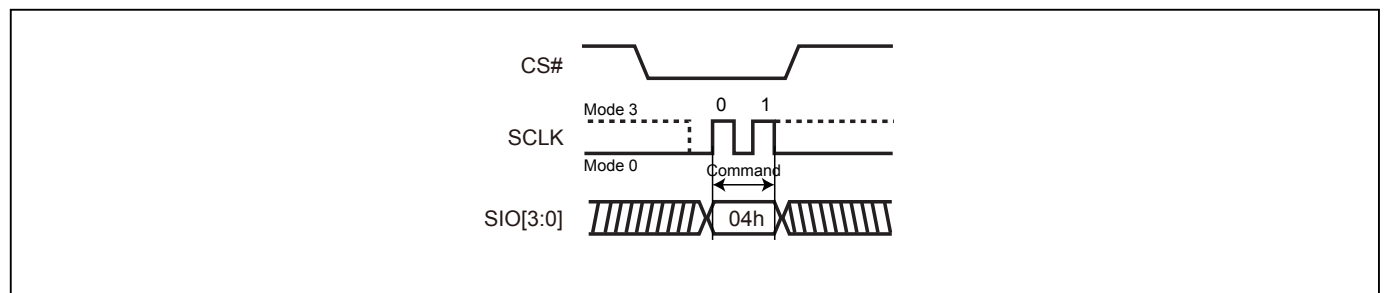 CS#
Mode 3
0 1
SCLK
Mode 0
Command
SIO[3:0]
04h